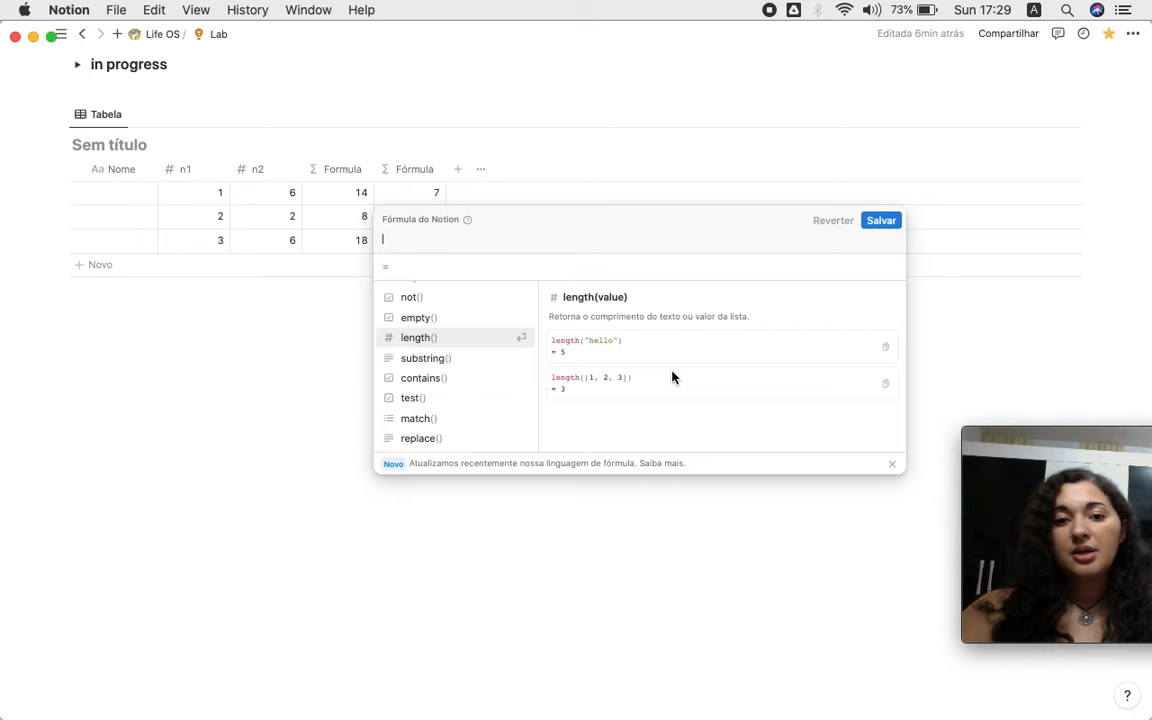 Notion File Edit View History Window Help 73% Sun 17:29 A
Life OS / Lab Editada 6min atrás Compartilhar
in progress
Tabela
Sem título
Aa Nome # n1 # n2 Σ Formula Σ Fórmula + ...
1 6 14 7
2 2 8
3 6 18
+ Novo
Fórmula do Notion Reverter Salvar
=
not()
empty()
length()
substring()
contains()
test()
match()
replace()
# length(value)
Retorna o comprimento do texto ou valor da lista.
length("hello")
= 5
length([1, 2, 3])
= 3
Novo Atualizamos recentemente nossa linguagem de fórmula. Saiba mais.
?